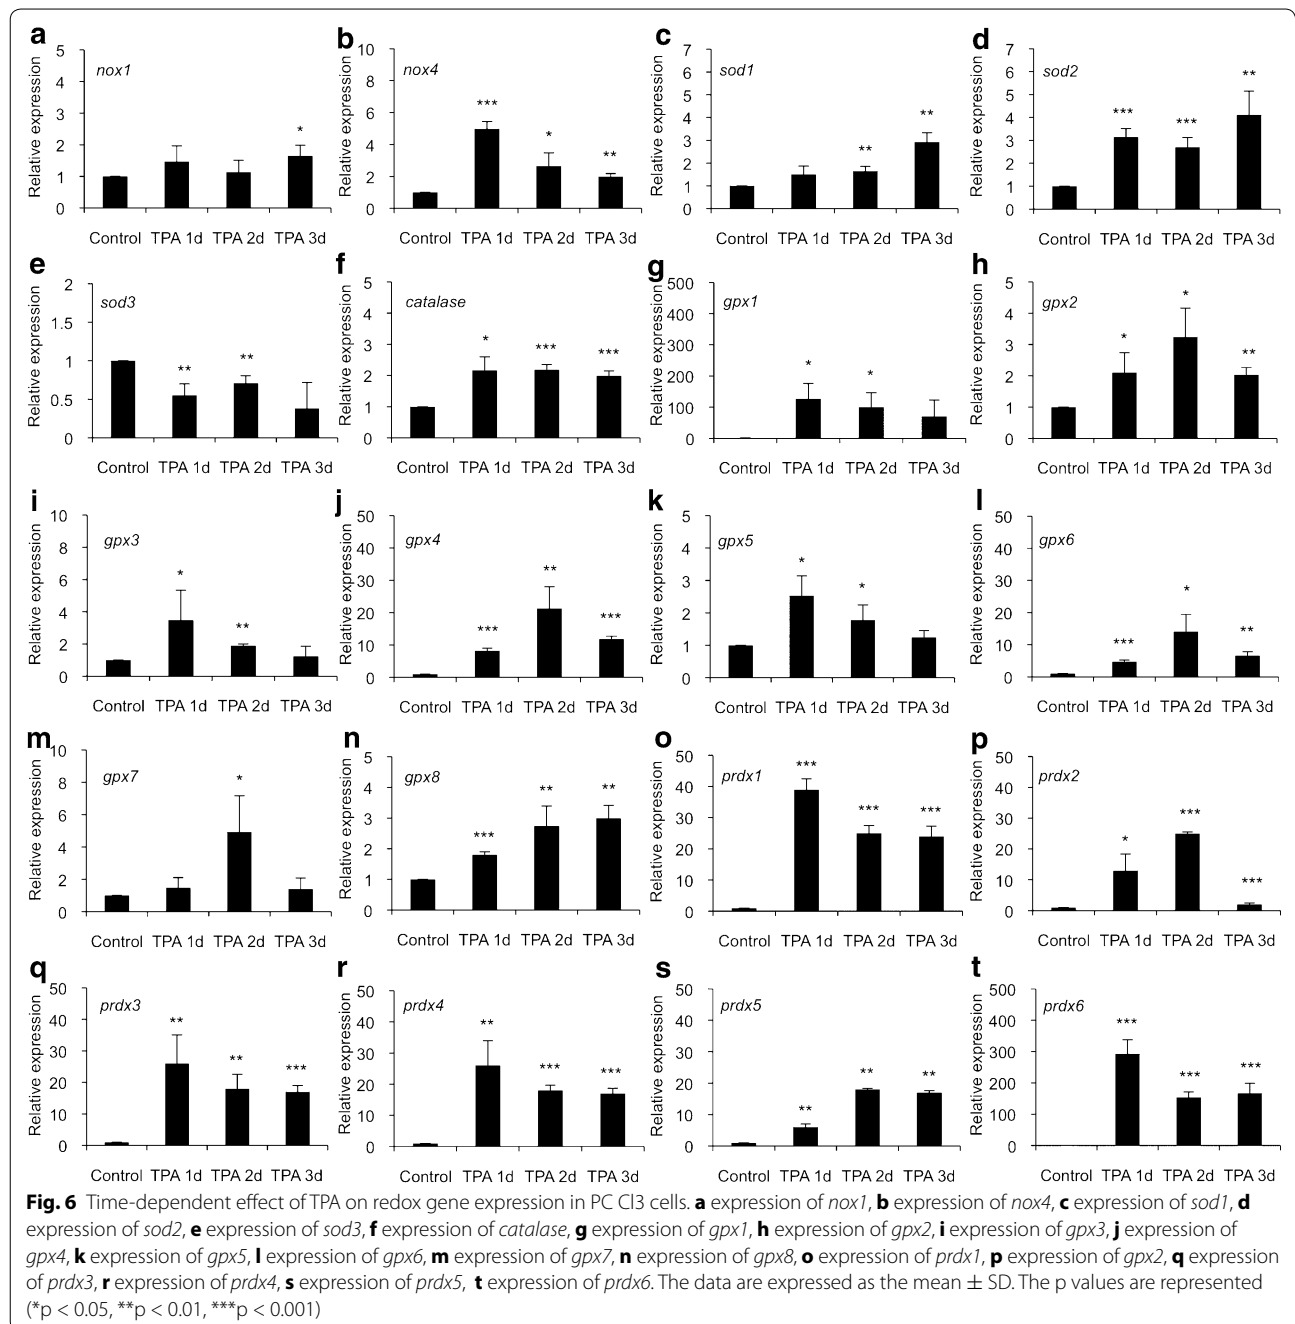 a
nox1
Relative expression
5
4
3
2
1
0
*
Control TPA 1d TPA 2d TPA 3d
b
nox4
Relative expression
10
8
6
4
2
0
*** * **
Control TPA 1d TPA 2d TPA 3d
c
sod1
Relative expression
7
6
5
4
3
2
1
0
** **
Control TPA 1d TPA 2d TPA 3d
d
sod2
Relative expression
7
6
5
4
3
2
1
0
*** *** **
Control TPA 1d TPA 2d TPA 3d
e
sod3
Relative expression
2
1.5
1
0.5
0
** **
Control TPA 1d TPA 2d TPA 3d
f
catalase
Relative expression
5
4
3
2
1
0
* *** ***
Control TPA 1d TPA 2d TPA 3d
g
gpx1
Relative expression
500
400
300
200
100
0
* *
Control TPA 1d TPA 2d TPA 3d
h
gpx2
Relative expression
5
4
3
2
1
0
* * **
Control TPA 1d TPA 2d TPA 3d
i
gpx3
Relative expression
10
8
6
4
2
0
* **
Control TPA 1d TPA 2d TPA 3d
j
gpx4
Relative expression
50
40
30
20
10
0
*** ** ***
Control TPA 1d TPA 2d TPA 3d
k
gpx5
Relative expression
5
4
3
2
1
0
* *
Control TPA 1d TPA 2d TPA 3d
l
gpx6
Relative expression
50
40
30
20
10
0
*** * **
Control TPA 1d TPA 2d TPA 3d
m
gpx7
Relative expression
10
8
6
4
2
0
*
Control TPA 1d TPA 2d TPA 3d
n
gpx8
Relative expression
5
4
3
2
1
0
*** ** **
Control TPA 1d TPA 2d TPA 3d
o
prdx1
Relative expression
50
40
30
20
10
0
*** *** ***
Control TPA 1d TPA 2d TPA 3d
p
prdx2
Relative expression
50
40
30
20
10
0
* *** ***
Control TPA 1d TPA 2d TPA 3d
q
prdx3
Relative expression
50
40
30
20
10
0
** ** ***
Control TPA 1d TPA 2d TPA 3d
r
prdx4
Relative expression
50
40
30
20
10
0
** *** ***
Control TPA 1d TPA 2d TPA 3d
s
prdx5
Relative expression
50
40
30
20
10
0
** ** **
Control TPA 1d TPA 2d TPA 3d
t
prdx6
Relative expression
500
400
300
200
100
0
*** *** ***
Control TPA 1d TPA 2d TPA 3d
Fig. 6 Time-dependent effect of TPA on redox gene expression in PC Cl3 cells. a expression of nox1, b expression of nox4, c expression of sod1, d
expression of sod2, e expression of sod3, f expression of catalase, g expression of gpx1, h expression of gpx2, i expression of gpx3, j expression of
gpx4, k expression of gpx5, l expression of gpx6, m expression of gpx7, n expression of gpx8, o expression of prdx1, p expression of gpx2, q expression
of prdx3, r expression of prdx4, s expression of prdx5, t expression of prdx6. The data are expressed as the mean ± SD. The p values are represented
(*p < 0.05, **p < 0.01, ***p < 0.001)